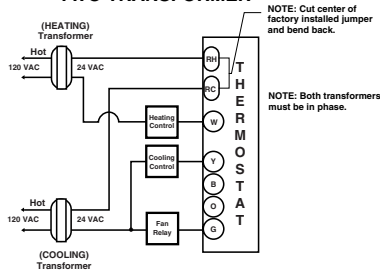 TWO TRANSFORMER
NOTE: Cut center of
factory installed jumper
and bend back.
(HEATING)
Transformer
Hot
120 VAC
24 VAC
RH
RC
THERMOSTAT
NOTE: Both transformers
must be in phase.
Heating
Control
W
Cooling
Control
Y
B
O
G
Hot
120 VAC
24 VAC
Fan
Relay
(COOLING)
Transformer